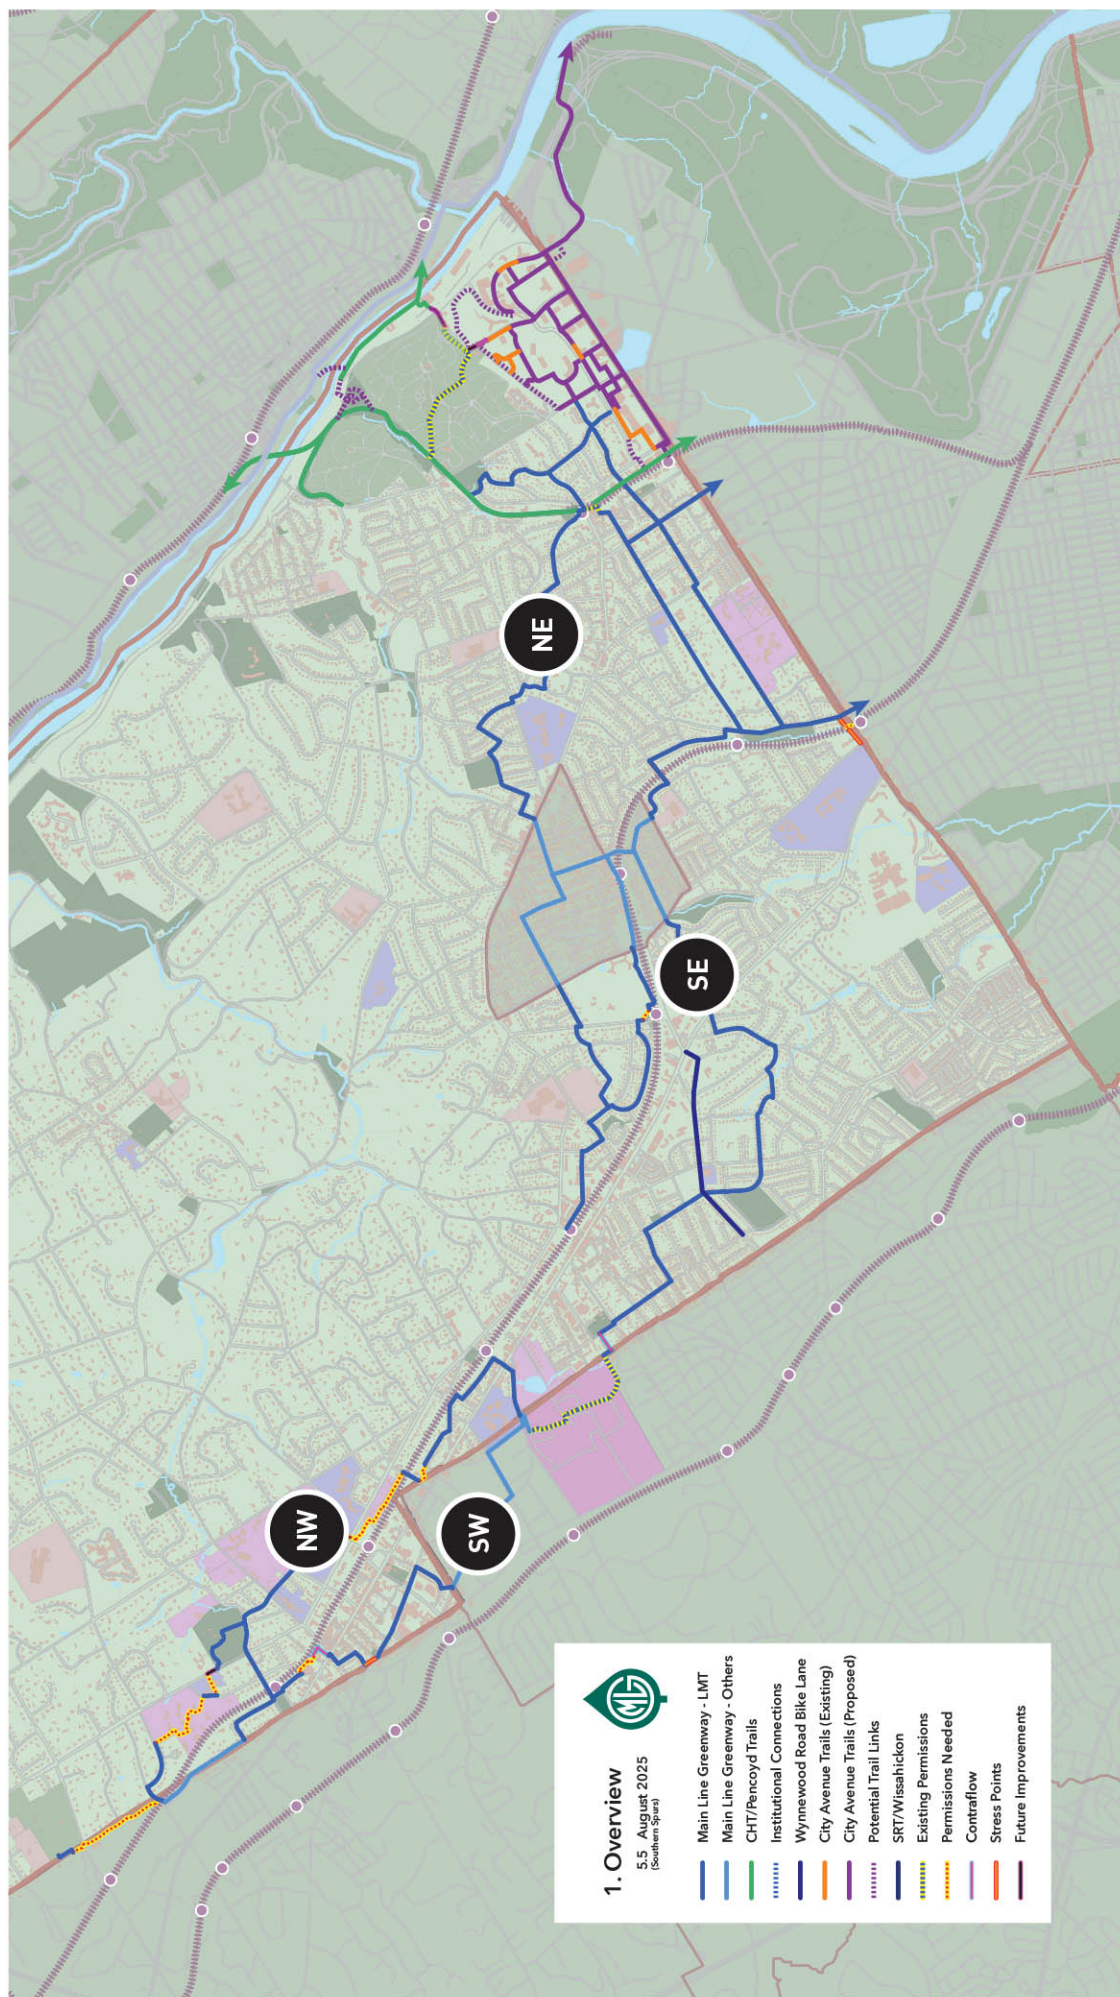 NW
NE
SW
SE
MLG
1. Overview
5.5 August 2025
(Southern Spurs)
Main Line Greenway - LMT
Main Line Greenway - Others
CHT/Pencoyd Trails
Institutional Connections
Wynnewood Road Bike Lane
City Avenue Trails (Existing)
City Avenue Trails (Proposed)
Potential Trail Links
SRT/Wissahickon
Existing Permissions
Permissions Needed
Contraflow
Stress Points
Future Improvements